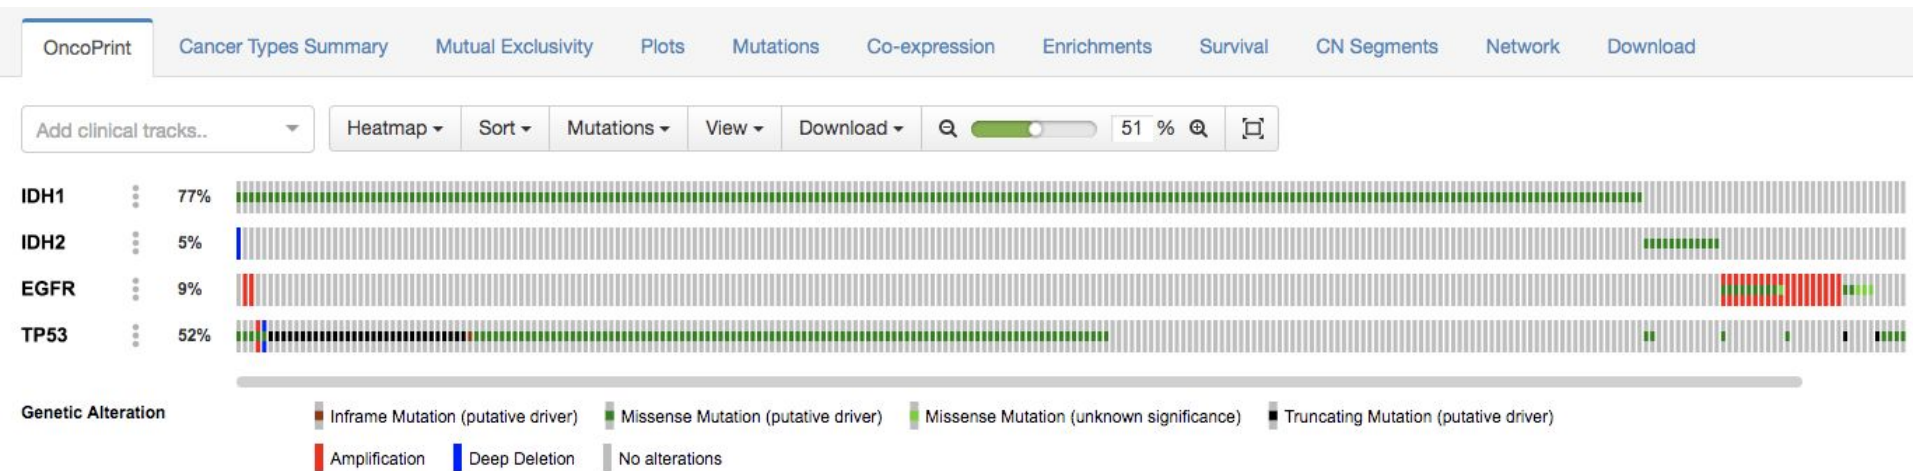 OncoPrint Cancer Types Summary Mutual Exclusivity Plots Mutations Co-expression Enrichments Survival CN Segments Network Download
Add clinical tracks.. Heatmap Sort Mutations View Download 51 %
IDH1 77%
IDH2 5%
EGFR 9%
TP53 52%
Genetic Alteration Inframe Mutation (putative driver) Missense Mutation (putative driver) Missense Mutation (unknown significance) Truncating Mutation (putative driver)
Amplification Deep Deletion No alterations